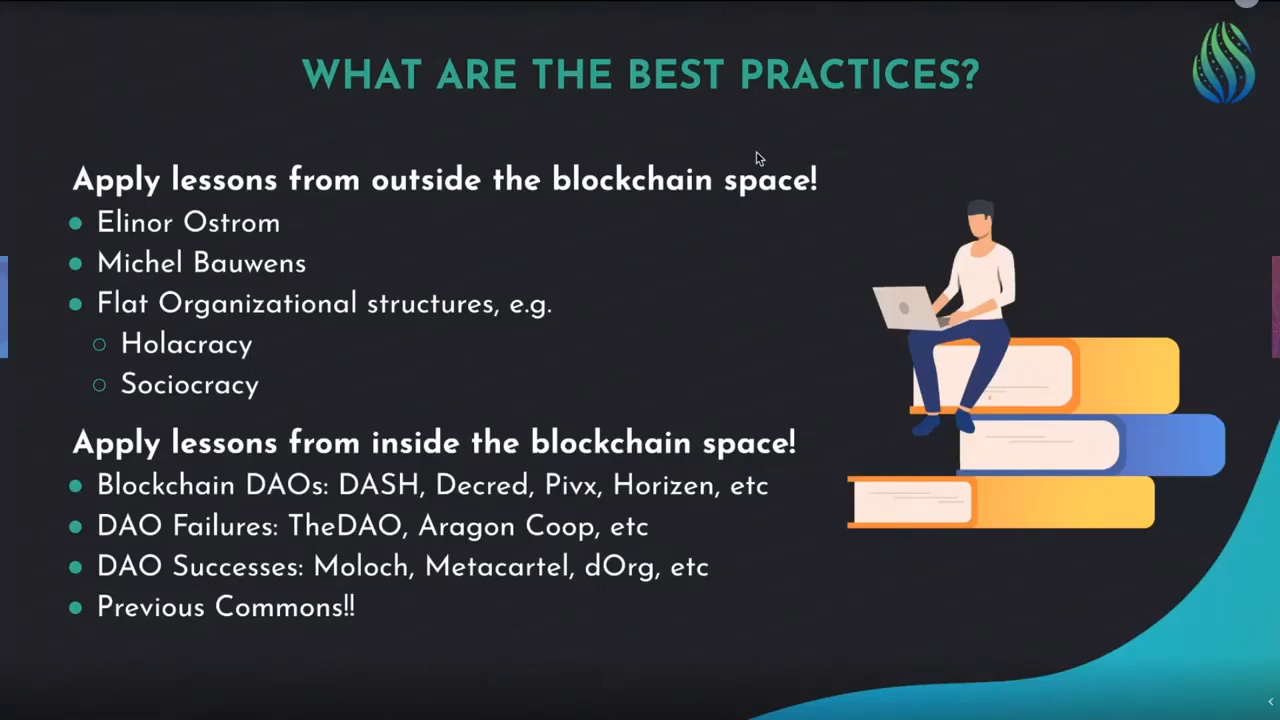 WHAT ARE THE BEST PRACTICES?
Apply lessons from outside the blockchain space!
Elinor Ostrom
Michel Bauwens
Flat Organizational structures, e.g.
Holacracy
Sociocracy
Apply lessons from inside the blockchain space!
Blockchain DAOs: DASH, Decred, Pivx, Horizen, etc
DAO Failures: TheDAO, Aragon Coop, etc
DAO Successes: Moloch, Metacartel, dOrg, etc
Previous Commons!!